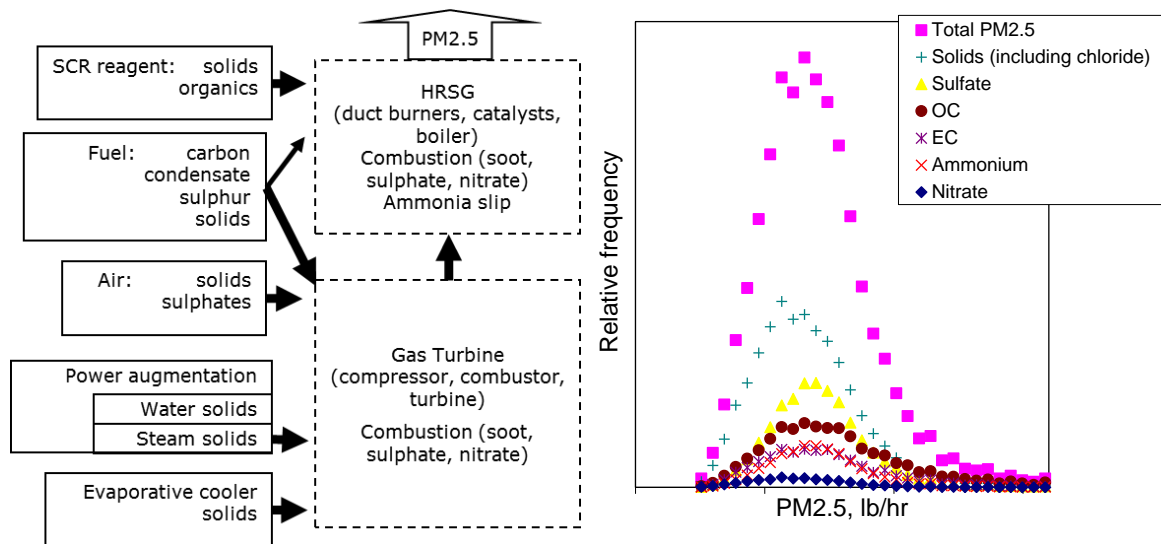 PM2.5
SCR reagent: solids
organics
HRSG
(duct burners, catalysts,
boiler)
Combustion (soot,
sulphate, nitrate)
Ammonia slip
Fuel: carbon
condensate
sulphur
solids
Air: solids
sulphates
Power augmentation
Water solids
Steam solids
Evaporative cooler
solids
Gas Turbine
(compressor, combustor,
turbine)
Combustion (soot,
sulphate, nitrate)
Relative frequency
Total PM2.5
Solids (including chloride)
Sulfate
OC
EC
Ammonium
Nitrate
PM2.5, lb/hr